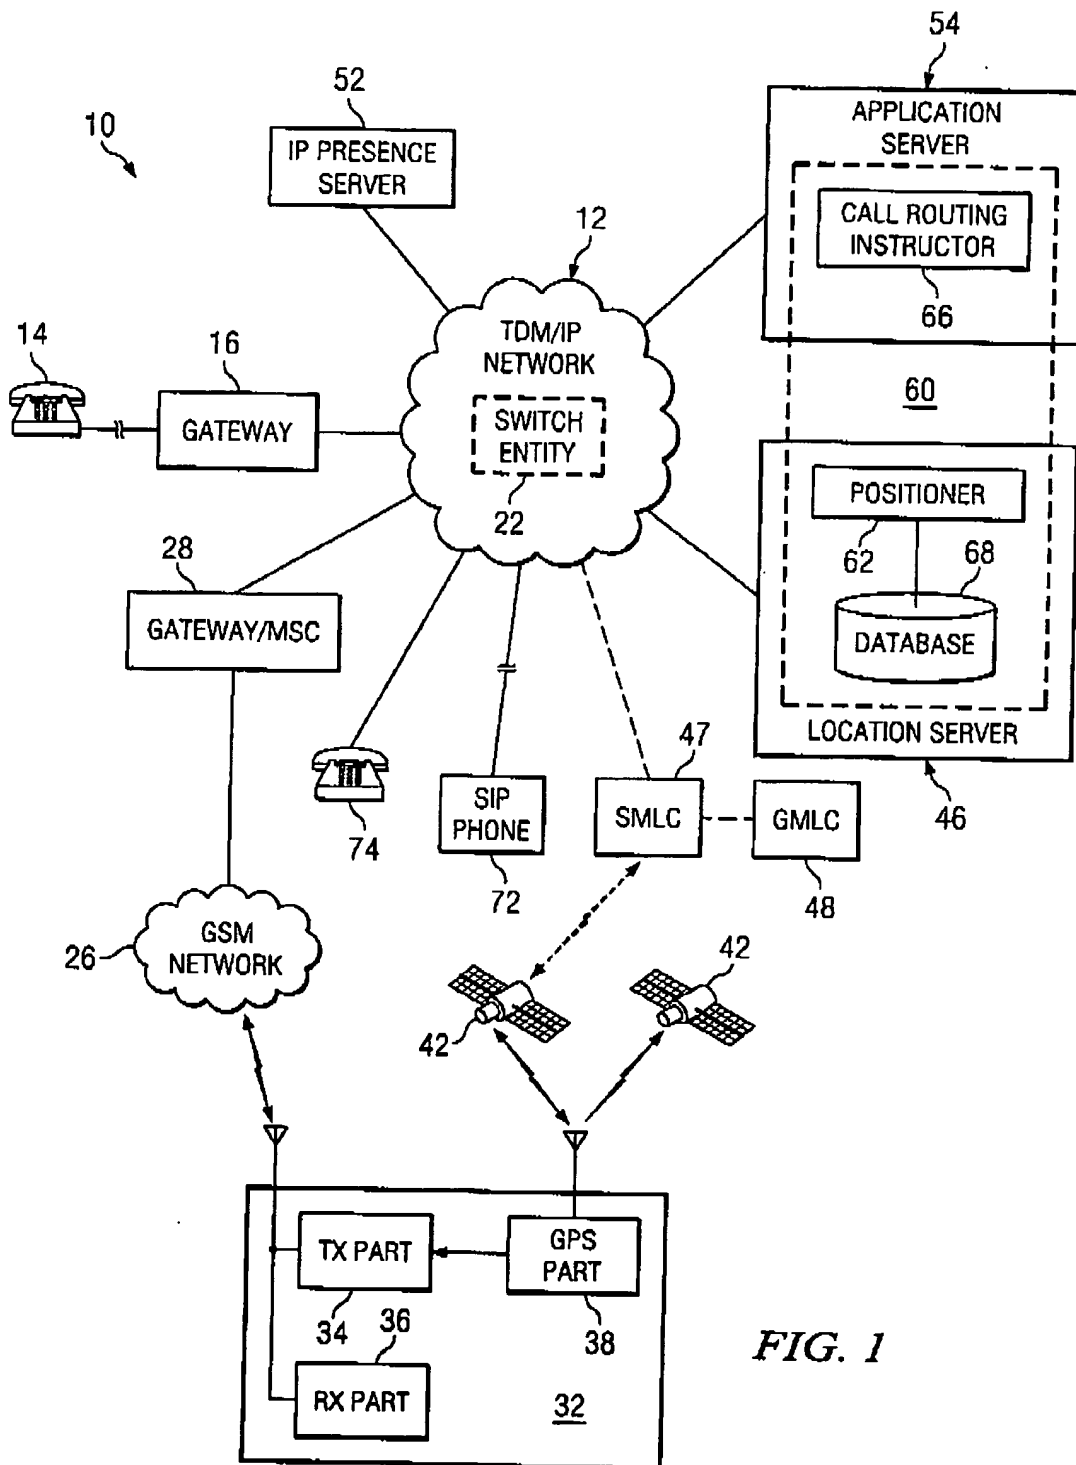 54
52
10
IP PRESENCE
SERVER
APPLICATION
SERVER
CALL ROUTING
INSTRUCTOR
66
12
TDM/IP
NETWORK
SWITCH
ENTITY
22
14
16
GATEWAY
60
POSITIONER
62
68
DATABASE
LOCATION SERVER
46
28
GATEWAY/MSC
74
SIP
PHONE
72
47
SMLC
GMLC
48
26
GSM
NETWORK
42
42
TX PART
34
GPS
PART
38
36
RX PART
32
FIG. 1